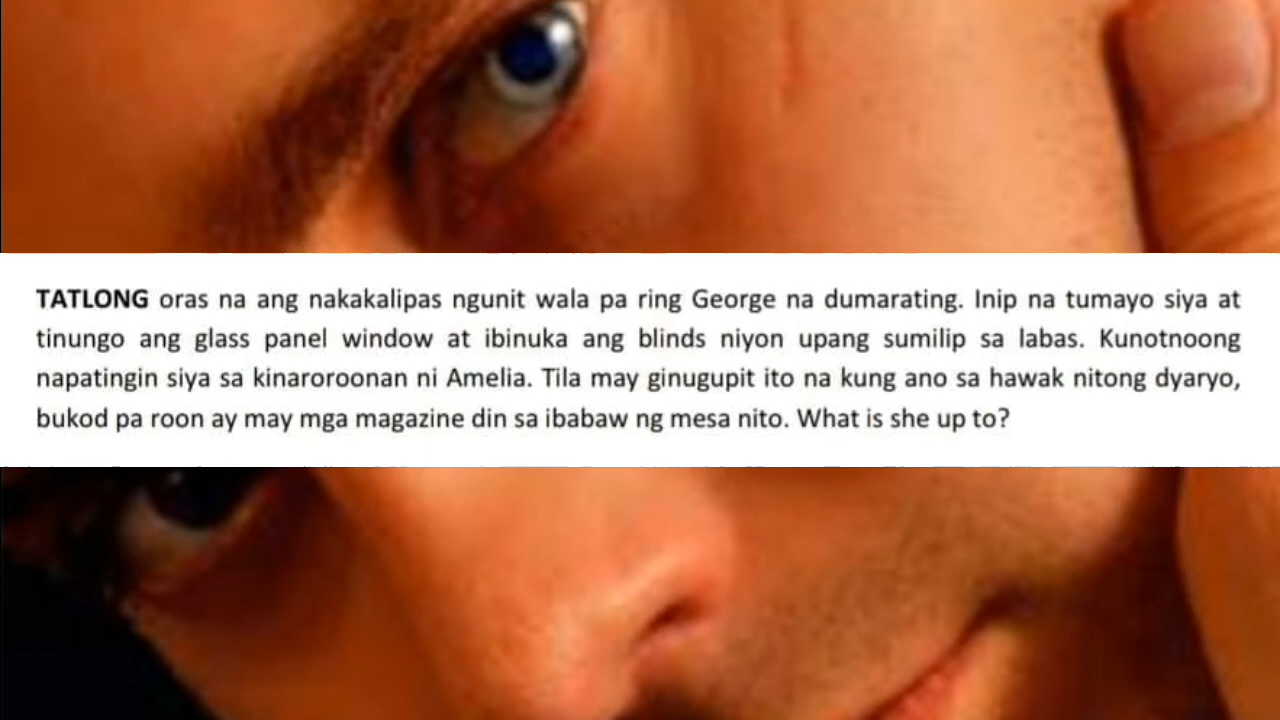 TATLONG oras na ang nakakalipas ngunit wala pa ring George na dumarating. Inip na tumayo siya at
tinungo ang glass panel window at ibinuka ang blinds niyon upang sumilip sa labas. Kunotnoong
napatingin siya sa kinaroroonan ni Amelia. Tila may ginugupit ito na kung ano sa hawak nitong dyaryo,
bukod pa roon ay may mga magazine din sa ibabaw ng mesa nito. What is she up to?